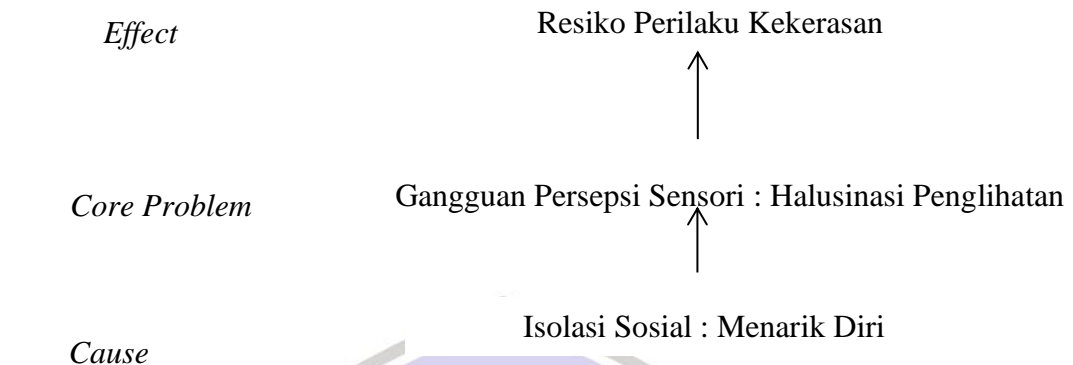 Effect
Resiko Perilaku Kekerasan
Core Problem
Gangguan Persepsi Sensori : Halusinasi Penglihatan
Isolasi Sosial : Menarik Diri
Cause